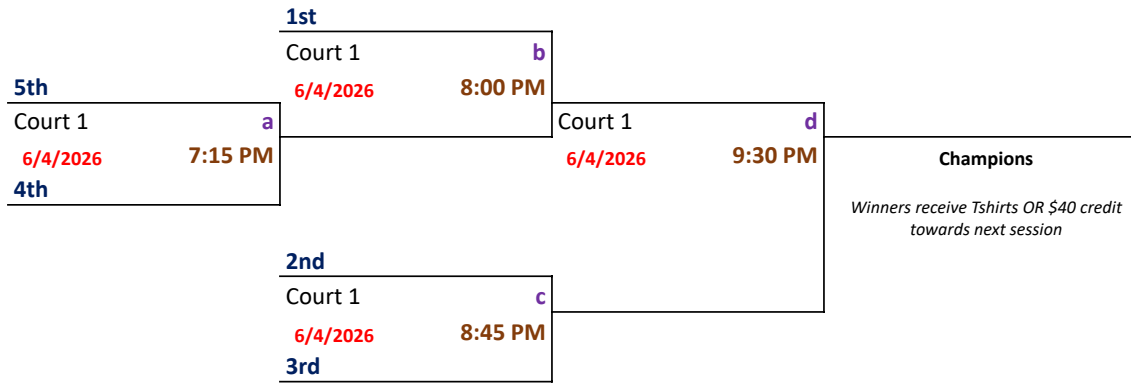 1st
Court 1 b
6/4/2026 8:00 PM
5th
Court 1 a
6/4/2026 7:15 PM
4th
Court 1 d
6/4/2026 9:30 PM
Champions
Winners receive Tshirts OR $40 credit
towards next session
2nd
Court 1 c
6/4/2026 8:45 PM
3rd